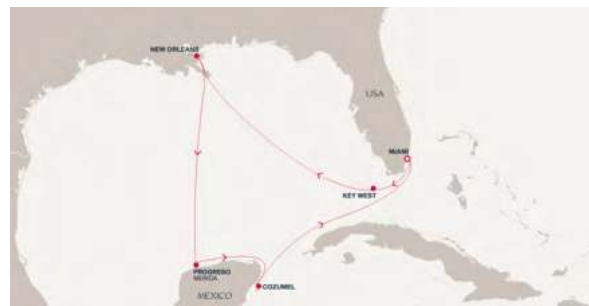 NEW ORLEANS
USA
MIAMI
KEY WEST
PROGRESO
MERIDA
COZUMEL
MEXICO